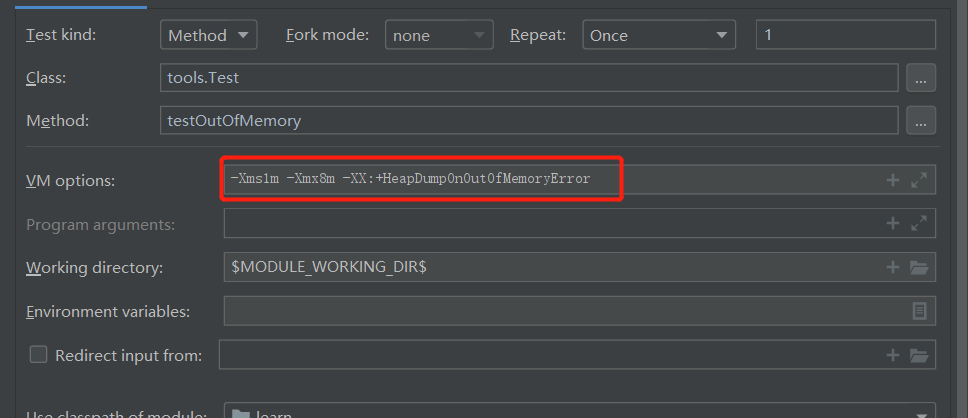 Test kind: Method Fork mode: none Repeat: Once 1
Class: tools.Test ...
Method: testOutOfMemory ...
VM options: -Xms1m -Xmx8m -XX:+HeapDumpOnOutOfMemoryError
Program arguments:
Working directory: $MODULE_WORKING_DIR$
Environment variables:
Redirect input from:
Use classpath of module: learn